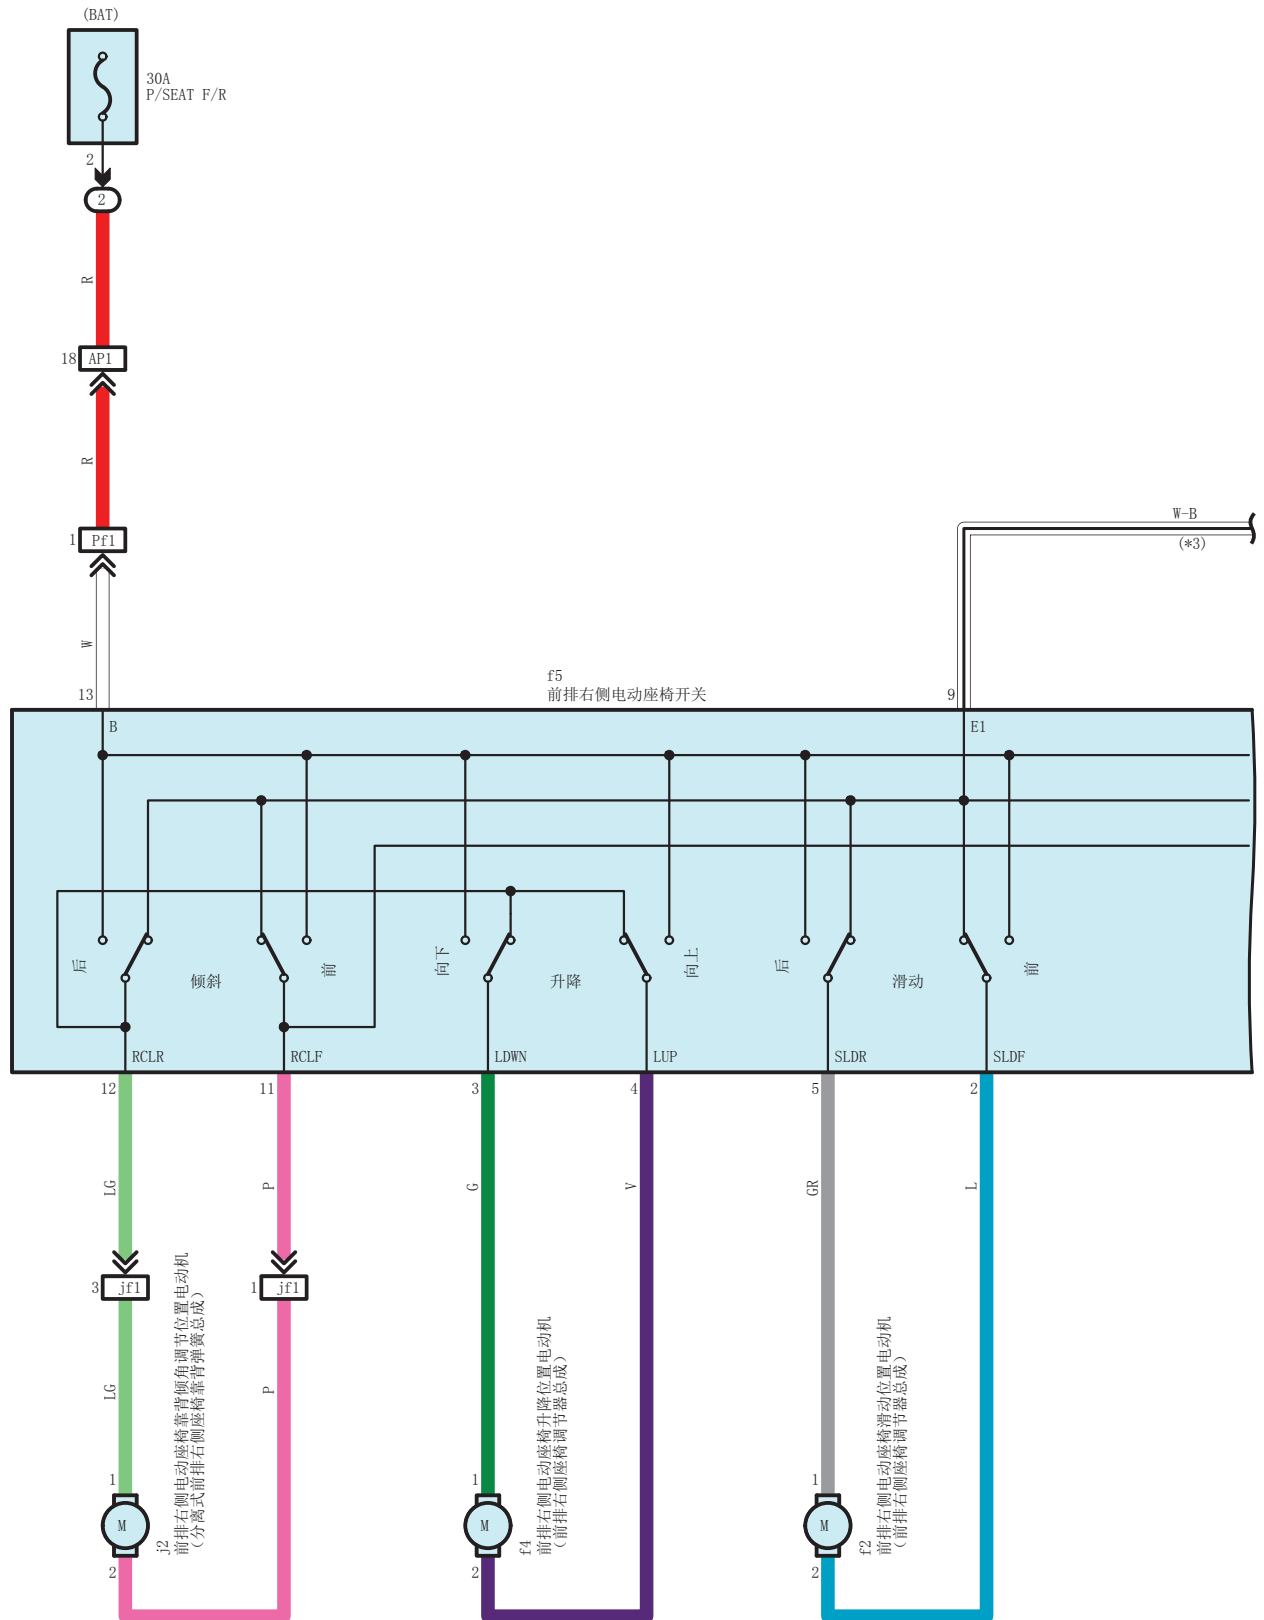 (BAT)
30A
P/SEAT F/R
2
2
R
18 AP1
R
1 Pf1
W
W-B
(*3)
f5
前排右侧电动座椅开关
13
9
B
E1
后
倾斜
前
向下
升降
向上
后
滑动
前
RCLR
RCLF
LDWN
LUP
SLDR
SLDF
12
11
3
4
5
2
LG
P
G
V
GR
L
3 jf1
1 jf1
LG
P
1
M
2
j2
前排右侧电动座椅靠背倾角调节位置电动机
(分离式前排右侧座椅靠背弹簧总成)
1
M
2
f4
前排右侧电动座椅升降位置电动机
(前排右侧座椅调节器总成)
1
M
2
f2
前排右侧电动座椅滑动位置电动机
(前排右侧座椅调节器总成)